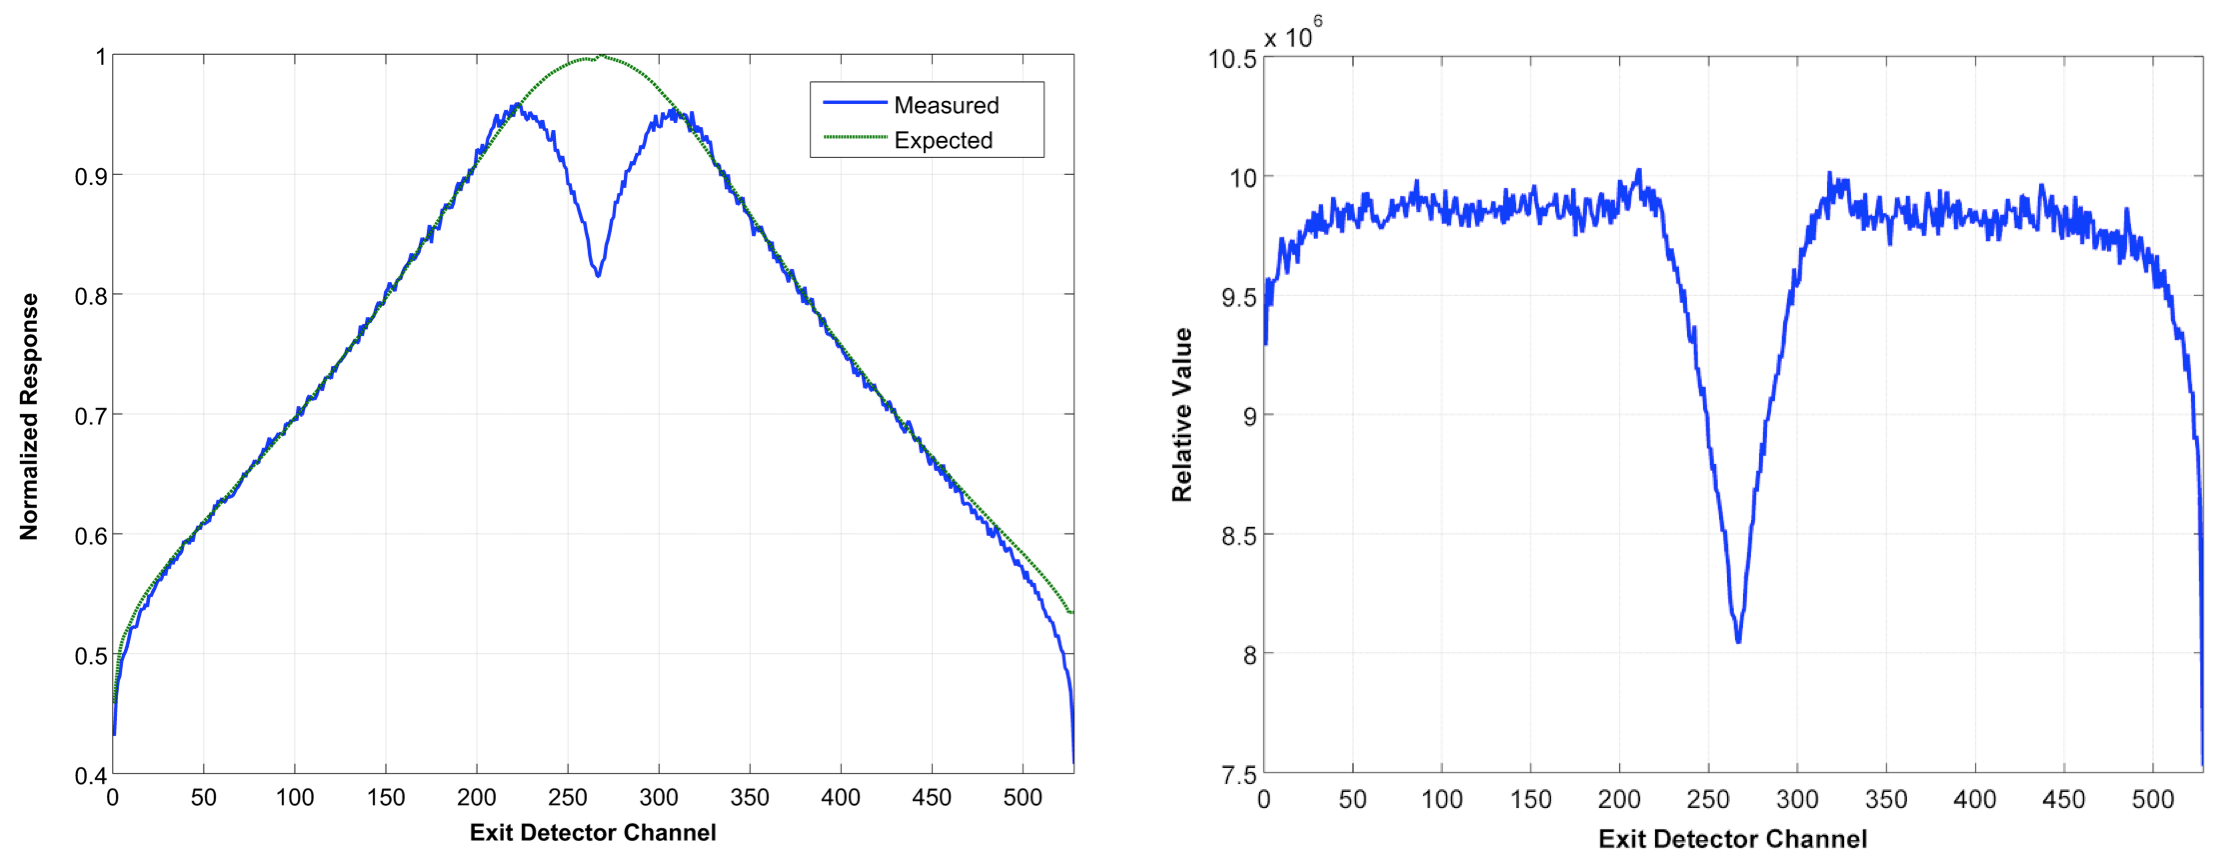 1
0.9
0.8
0.7
0.6
0.5
0.4
0 50 100 150 200 250 300 350 400 450 500
Normalized Response
Exit Detector Channel
Measured
Expected
x 10^6
10.5
10
9.5
9
8.5
8
7.5
0 50 100 150 200 250 300 350 400 450 500
Relative Value
Exit Detector Channel